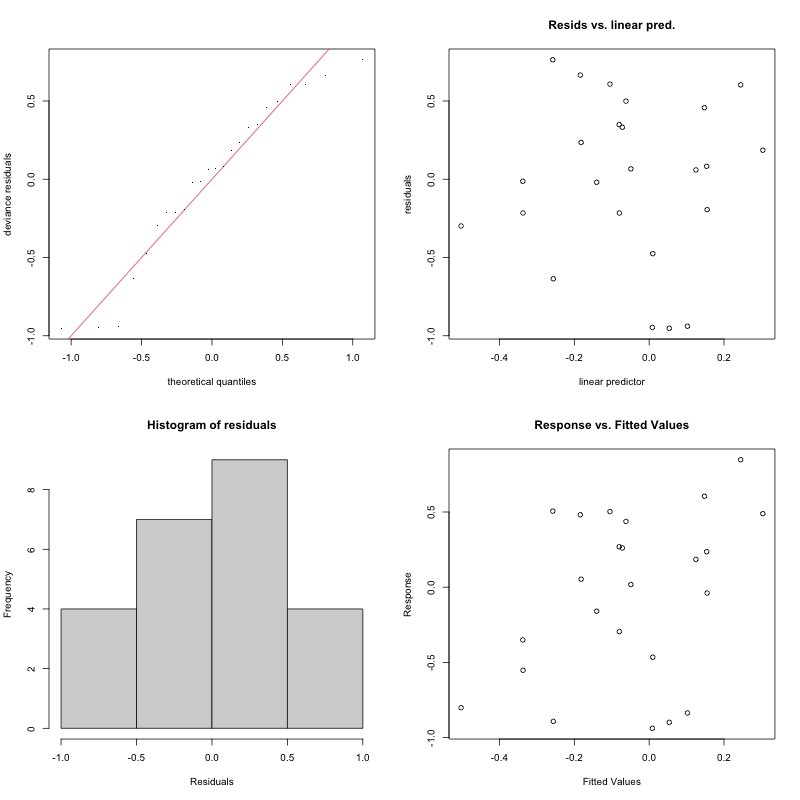 deviance residuals
0.5
0.0
-0.5
-1.0
-1.0 -0.5 0.0 0.5 1.0
theoretical quantiles
Resids vs. linear pred.
residuals
0.5
0.0
-0.5
-1.0
-0.4 -0.2 0.0 0.2
linear predictor
Histogram of residuals
Frequency
8
6
4
2
0
-1.0 -0.5 0.0 0.5 1.0
Residuals
Response vs. Fitted Values
Response
0.5
0.0
-0.5
-1.0
-0.4 -0.2 0.0 0.2
Fitted Values